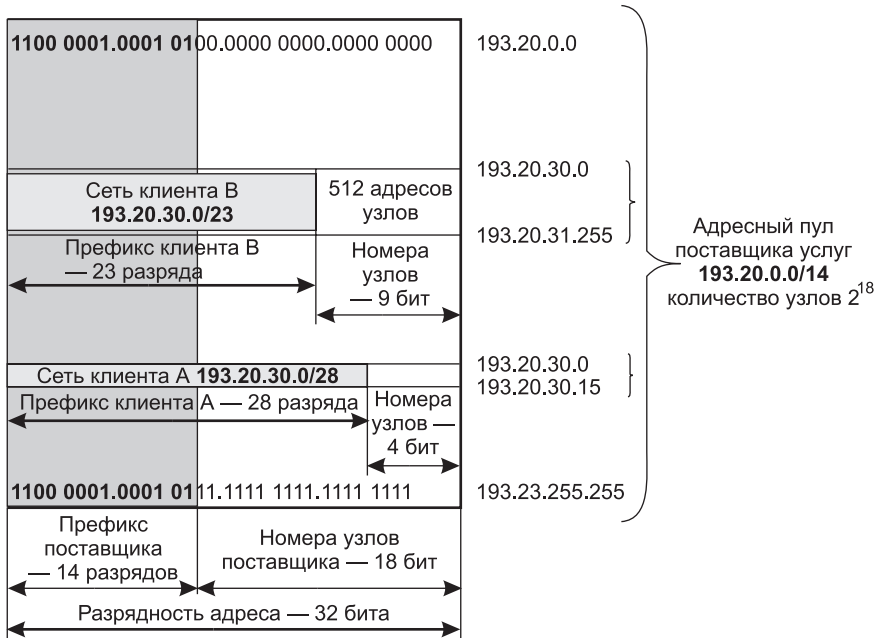 1100 0001.0001 0100.0000 0000.0000 0000
193.20.0.0
193.20.30.0
Сеть клиента B
193.20.30.0/23
512 адресов
узлов
193.20.31.255
Префикс клиента B
— 23 разряда
Номера
узлов
— 9 бит
Адресный пул
поставщика услуг
193.20.0.0/14
количество узлов 2^18
193.20.30.0
Сеть клиента A 193.20.30.0/28
193.20.30.15
Префикс клиента A — 28 разряда
Номера
узлов —
4 бит
1100 0001.0001 0111.1111 1111.1111 1111
193.23.255.255
Префикс
поставщика
— 14 разрядов
Номера узлов
поставщика — 18 бит
Разрядность адреса — 32 бита